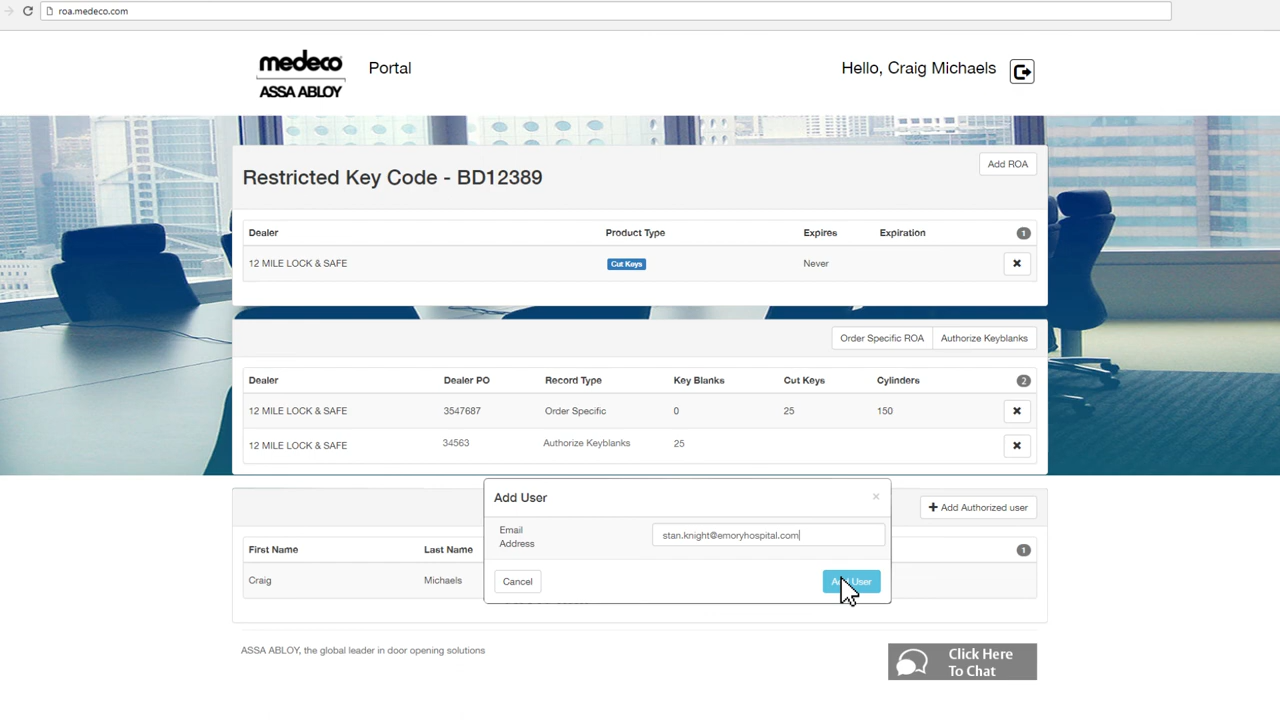 roa.medeco.com
medeco
ASSA ABLOY
Portal
Hello, Craig Michaels
Restricted Key Code - BD12389
Add ROA
Dealer Product Type Expires Expiration 1
12 MILE LOCK & SAFE Cut Keys Never
Order Specific ROA Authorize Keyblanks
Dealer Dealer PO Record Type Key Blanks Cut Keys Cylinders 2
12 MILE LOCK & SAFE 3547687 Order Specific 0 25 150
12 MILE LOCK & SAFE 34563 Authorize Keyblanks 25
Add Authorized user
First Name Last Name 1
Craig Michaels
Add User
Email
Address
stan.knight@emoryhospital.com
Cancel Add User
ASSA ABLOY, the global leader in door opening solutions
Click Here
To Chat